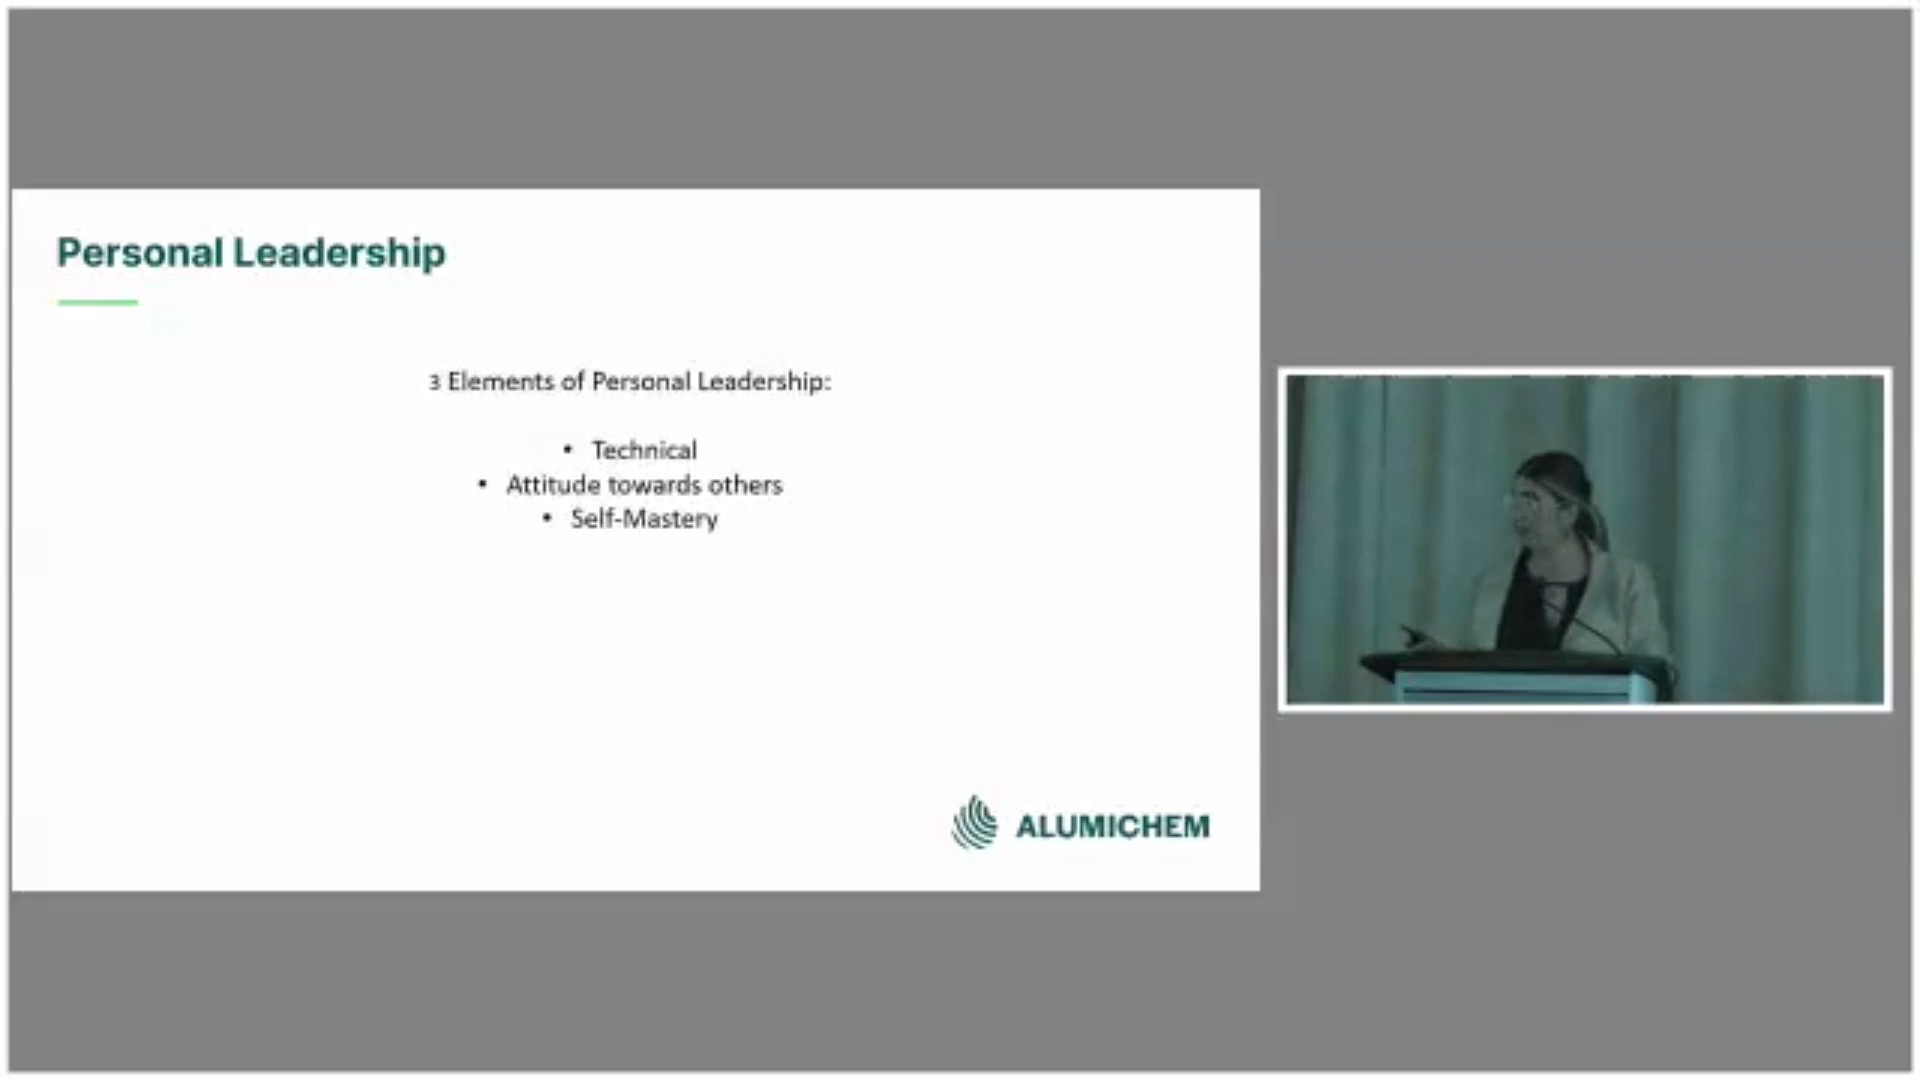 Personal Leadership
3 Elements of Personal Leadership:
• Technical
• Attitude towards others
• Self-Mastery
ALUMICHEM